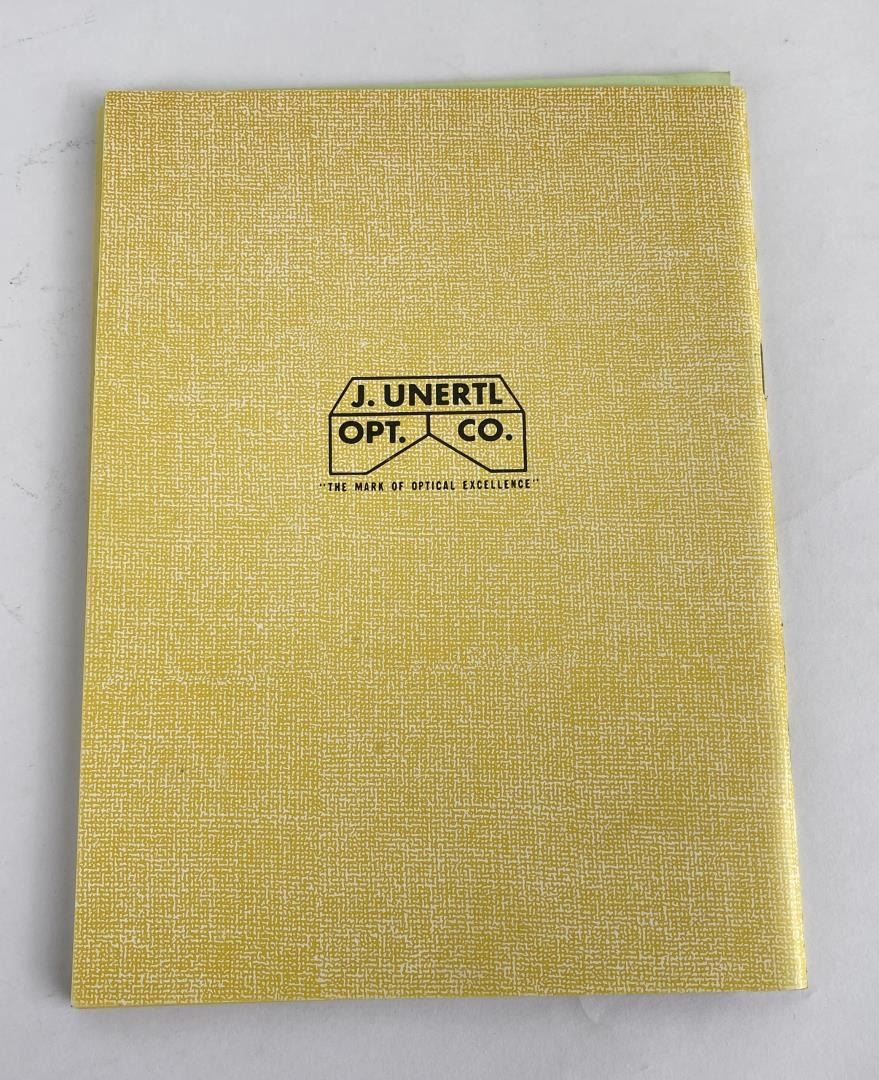 J. UNERTL
OPT. CO.
"THE MARK OF OPTICAL EXCELLENCE"